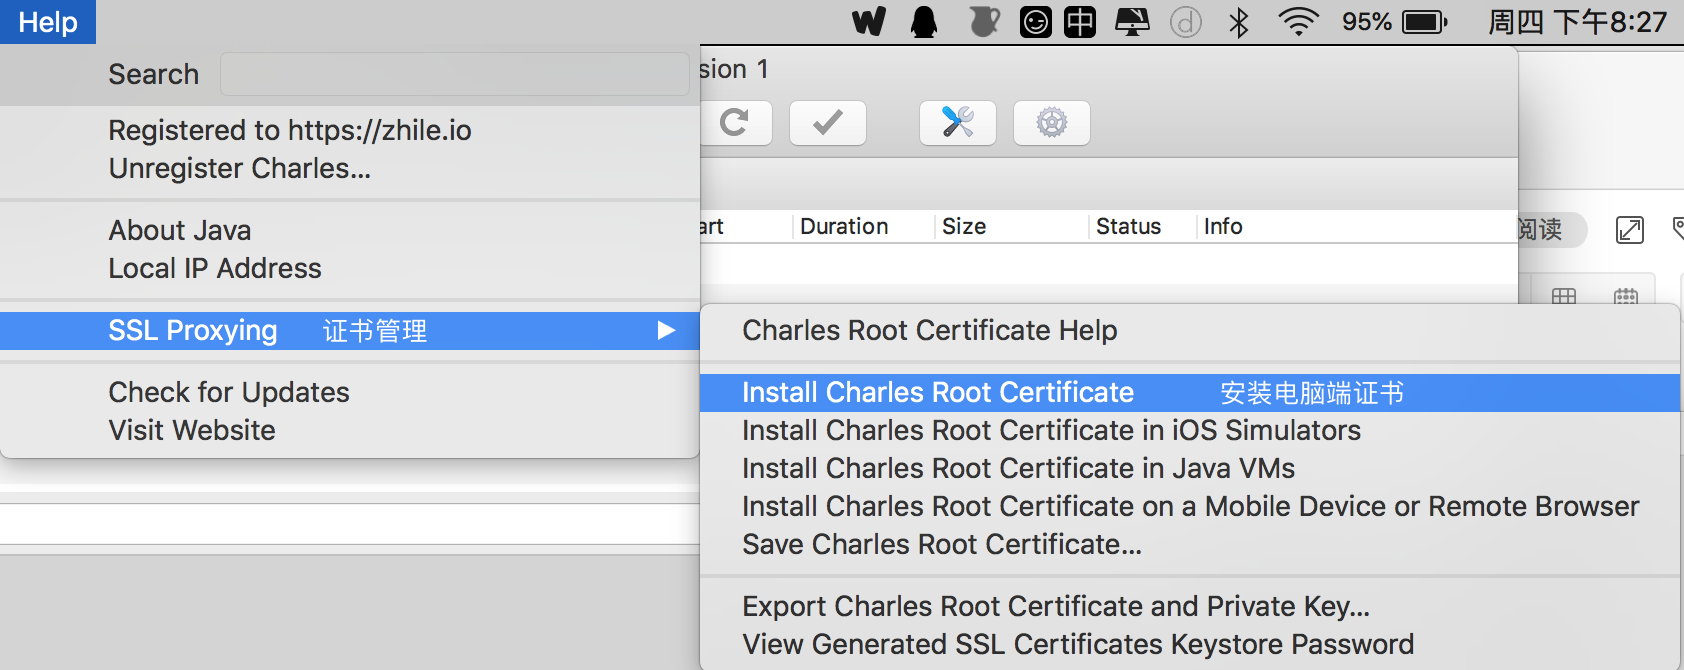 Help
95%
周四 下午8:27
Search
sion 1
Registered to https://zhile.io
Unregister Charles...
About Java
Local IP Address
art Duration Size Status Info
阅读
SSL Proxying 证书管理
Check for Updates
Visit Website
Charles Root Certificate Help
Install Charles Root Certificate 安装电脑端证书
Install Charles Root Certificate in iOS Simulators
Install Charles Root Certificate in Java VMs
Install Charles Root Certificate on a Mobile Device or Remote Browser
Save Charles Root Certificate...
Export Charles Root Certificate and Private Key...
View Generated SSL Certificates Keystore Password